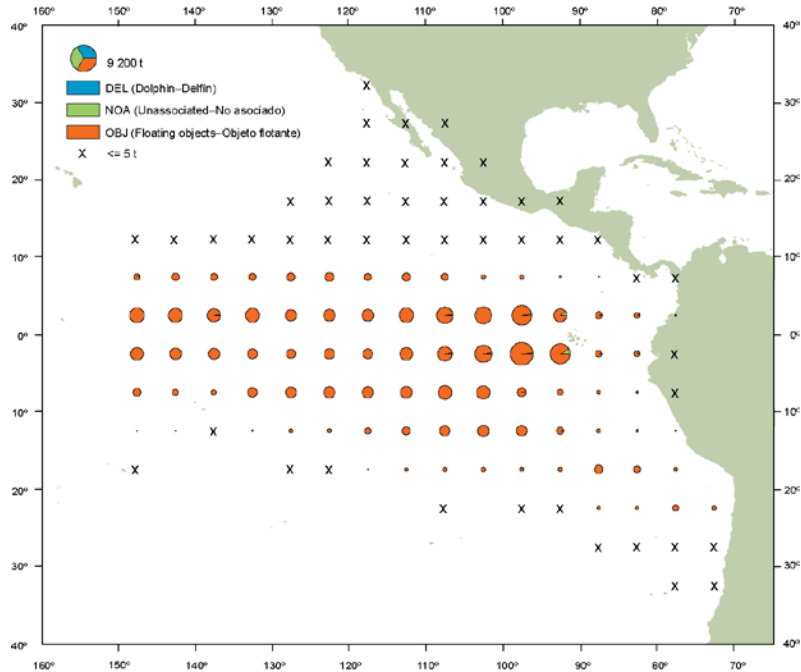 160° 150° 140° 130° 120° 110° 100° 90° 80° 70°
40° 40°
9 200 t
DEL (Dolphin–Delfín)
30° 30°
NOA (Unassociated–No asociado)
OBJ (Floating objects–Objeto flotante)
X <= 5 t
20° 20°
10° 10°
0° 0°
10° 10°
20° 20°
30° 30°
40° 40°
160° 150° 140° 130° 120° 110° 100° 90° 80° 70°